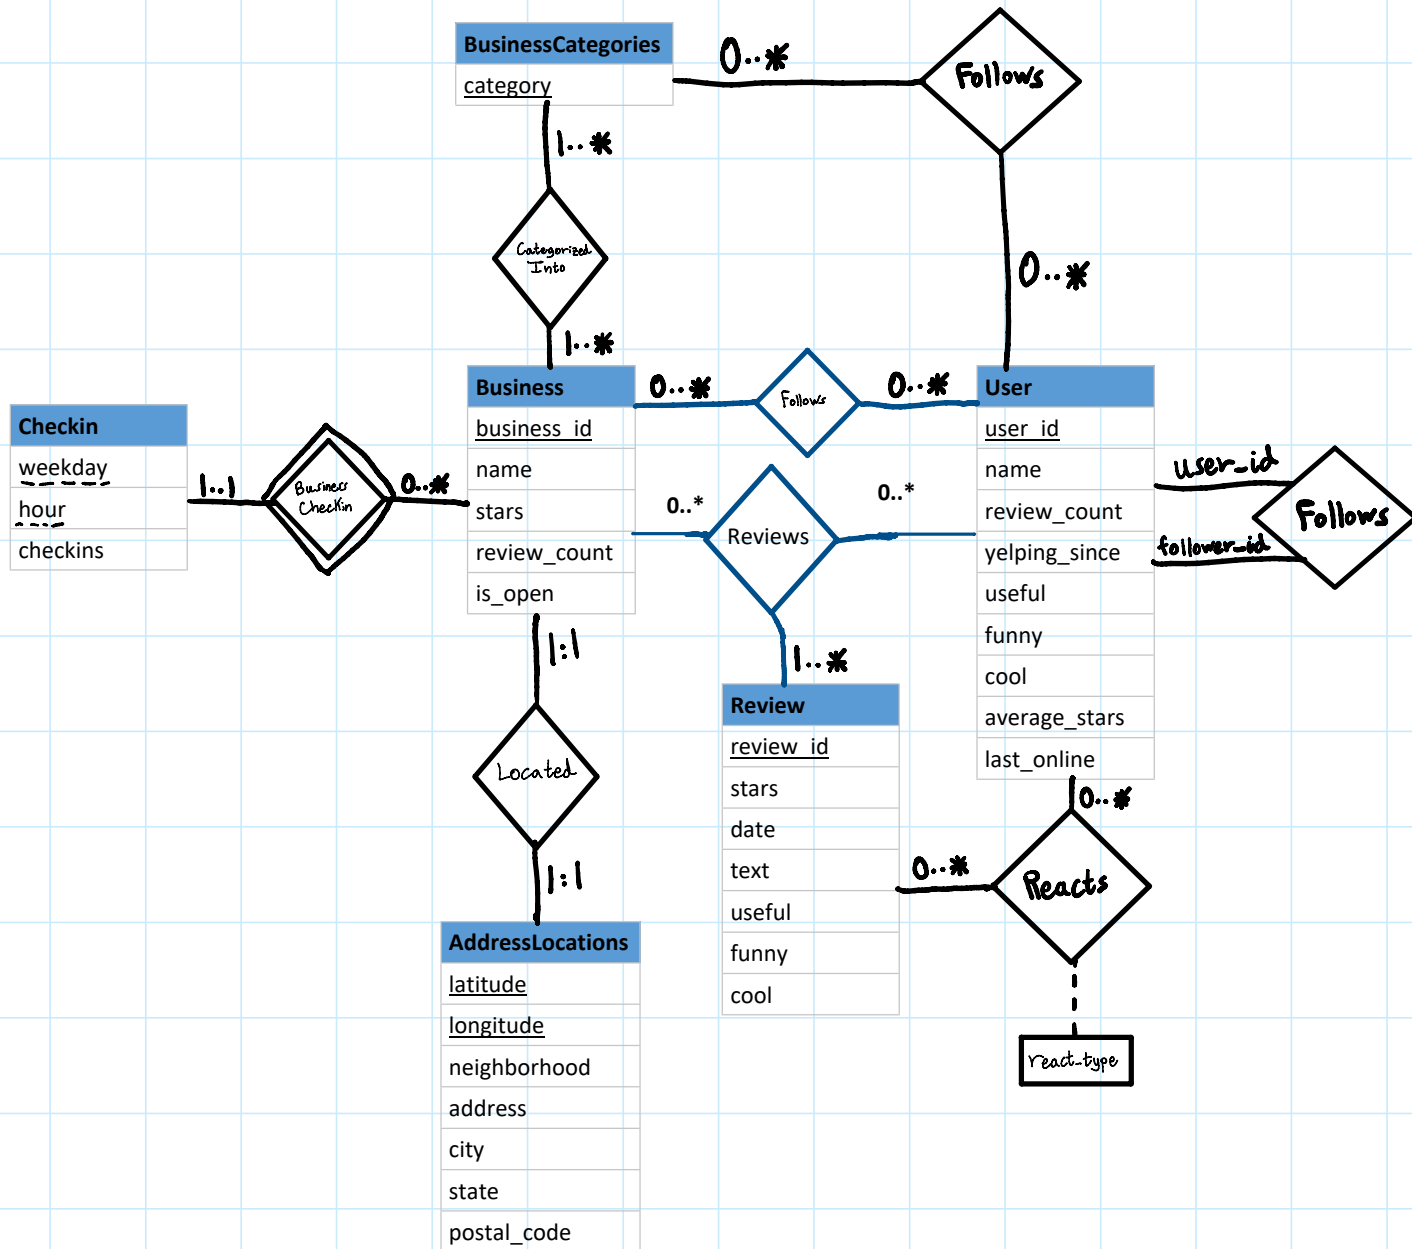 BusinessCategories
category
0..*
Follows
1..*
Categorized
Into
1..*
0..*
Business
business_id
name
stars
review_count
is_open
0..*
Follows
0..*
User
user_id
name
review_count
yelping_since
useful
funny
cool
average_stars
last_online
Checkin
weekday
hour
checkins
1..1
Business
Checkin
0..*
0..*
Reviews
0..*
user_id
follower_id
Follows
1:1
Located
1:1
1..*
Review
review_id
stars
date
text
useful
funny
cool
0..*
0..*
Reacts
react_type
AddressLocations
latitude
longitude
neighborhood
address
city
state
postal_code